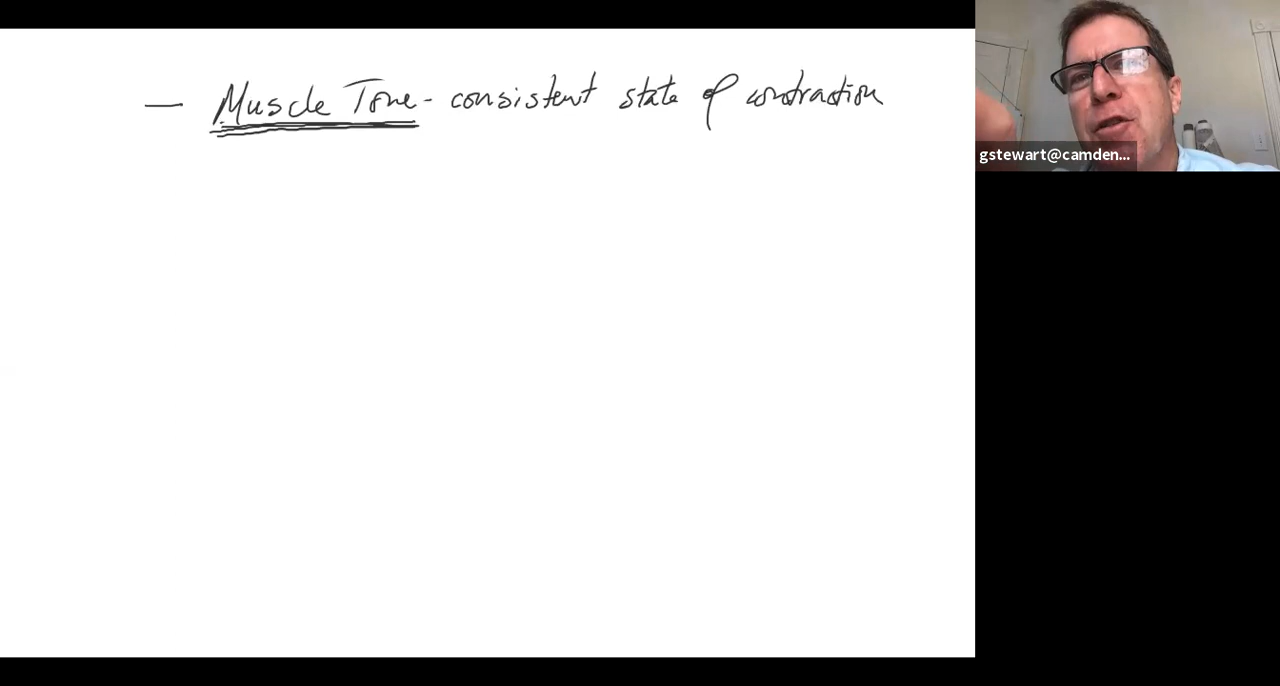 — Muscle Tone - consistent state of contraction
gstewart@camden...